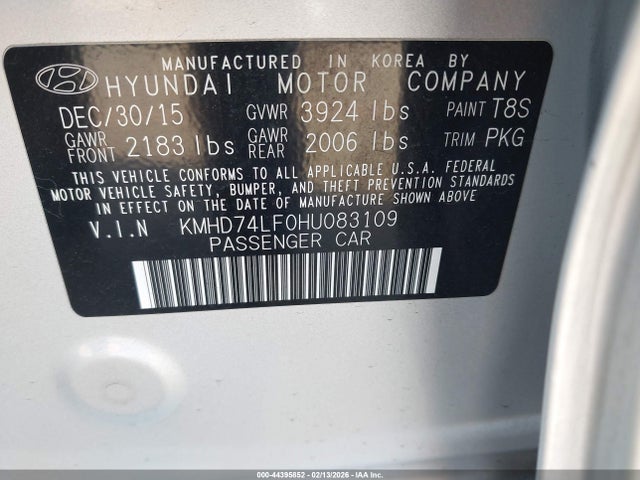 MANUFACTURED IN KOREA BY
HYUNDAI MOTOR COMPANY
DEC/30/15 GVWR 3924 lbs PAINT T8S
GAWR FRONT 2183 lbs GAWR REAR 2006 lbs TRIM PKG
THIS VEHICLE CONFORMS TO ALL APPLICABLE U.S.A. FEDERAL
MOTOR VEHICLE SAFETY, BUMPER, AND THEFT PREVENTION STANDARDS
IN EFFECT ON THE DATE OF MANUFACTURE SHOWN ABOVE
V.I.N KMHD74LF0HU083109
PASSENGER CAR
000-44395852 - 02/13/2026 - IAAI.COM